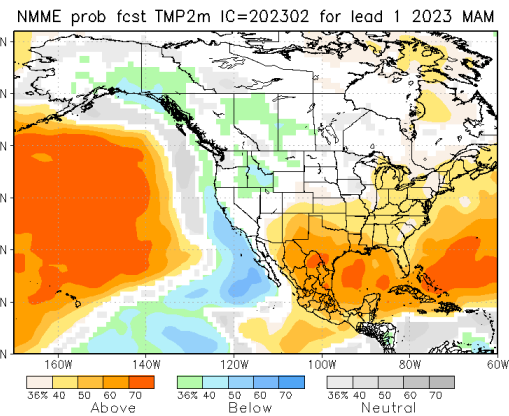 NMME prob fcst TMP2m IC=202302 for lead 1 2023 MAM
N
N
N
N
N
N
N
160W 140W 120W 100W 80W 60W
36% 40 50 60 70 36% 40 50 60 70 36% 40 50 60 70
Above Below Neutral